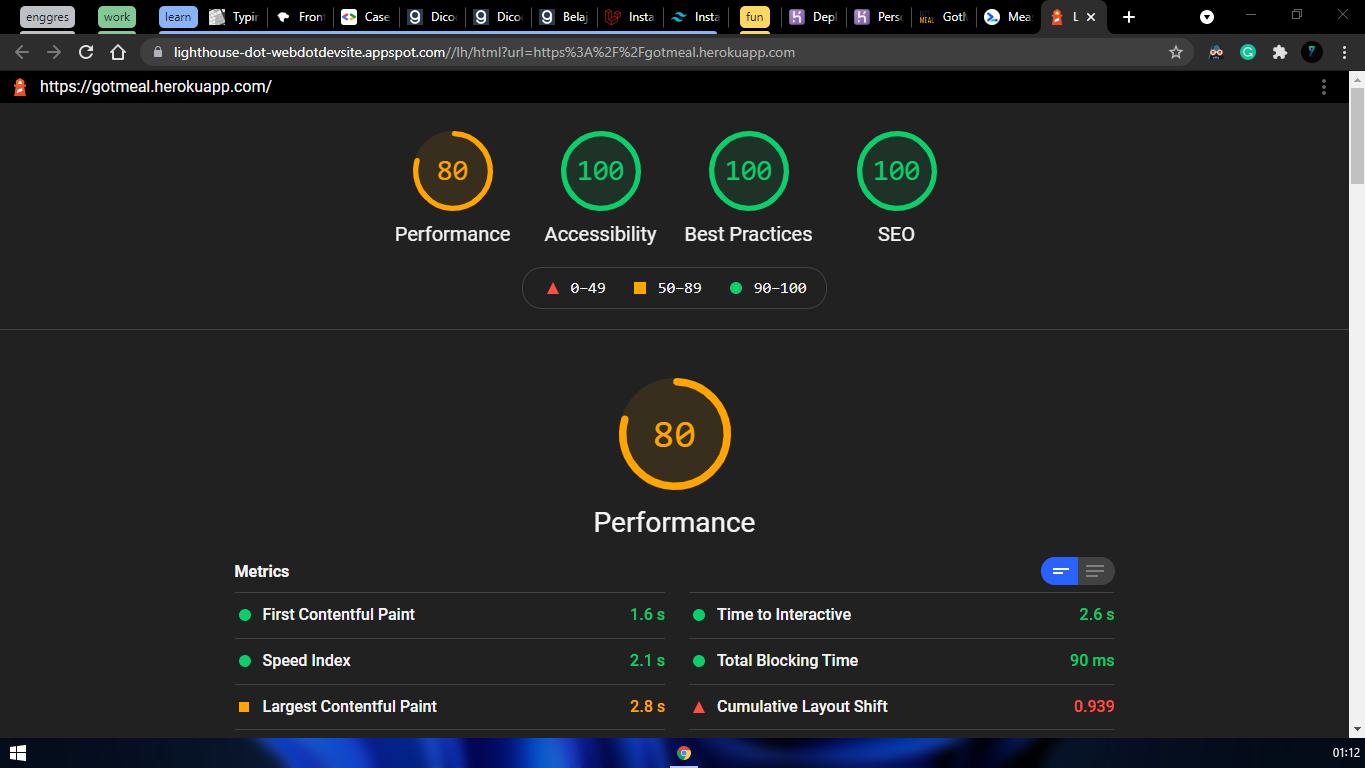 enggres work learn Typin Fron Case Dico Dico Belaj Insta Insta fun Depl Perso GotM Mea L
lighthouse-dot-webdotdevsite.appspot.com//lh/html?url=https%3A%2F%2Fgotmeal.herokuapp.com
https://gotmeal.herokuapp.com/
80 100 100 100
Performance Accessibility Best Practices SEO
0–49 50–89 90–100
80
Performance
Metrics
First Contentful Paint 1.6 s Time to Interactive 2.6 s
Speed Index 2.1 s Total Blocking Time 90 ms
Largest Contentful Paint 2.8 s Cumulative Layout Shift 0.939
01:12